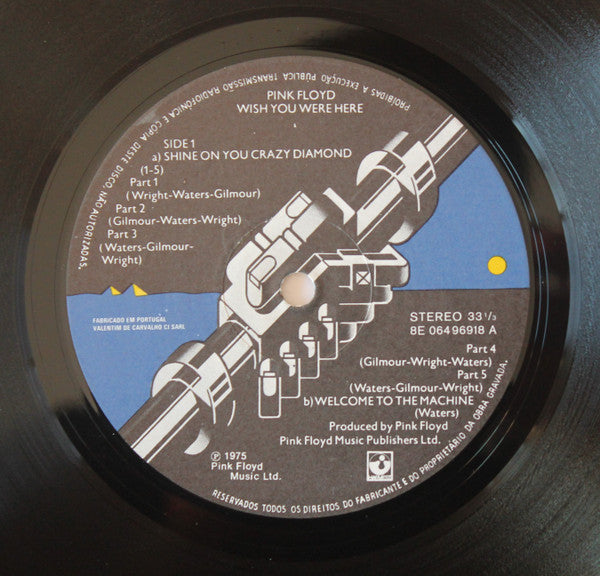 PROIBIDAS A EXECUÇÃO PÚBLICA TRANSMISSÃO RADIOFÓNICA E COPIA DESTE DISCO, NÃO AUTORIZADAS.
PINK FLOYD
WISH YOU WERE HERE
SIDE 1
a) SHINE ON YOU CRAZY DIAMOND
(1-5)
Part 1
(Wright-Waters-Gilmour)
Part 2
(Gilmour-Waters-Wright)
Part 3
(Waters-Gilmour-
Wright)
FABRICADO EM PORTUGAL
VALENTIM DE CARVALHO CI SARL
STEREO 33 1/3
8E 064 96918 A
Part 4
(Gilmour-Wright-Waters)
Part 5
(Waters-Gilmour-Wright)
b) WELCOME TO THE MACHINE
(Waters)
Produced by Pink Floyd
Pink Floyd Music Publishers Ltd.
℗ 1975
Pink Floyd
Music Ltd.
RESERVADOS TODOS OS DIREITOS DO FABRICANTE E DO PROPRIETÁRIO DA OBRA GRAVADA.